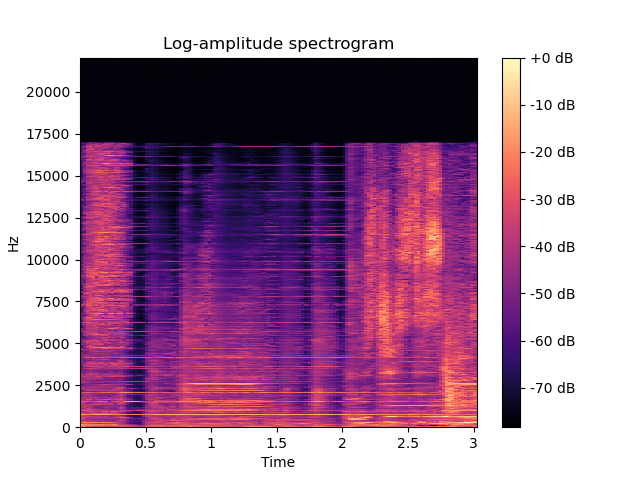 Log-amplitude spectrogram
Hz
20000
17500
15000
12500
10000
7500
5000
2500
0
0 0.5 1 1.5 2 2.5 3
Time
+0 dB
-10 dB
-20 dB
-30 dB
-40 dB
-50 dB
-60 dB
-70 dB